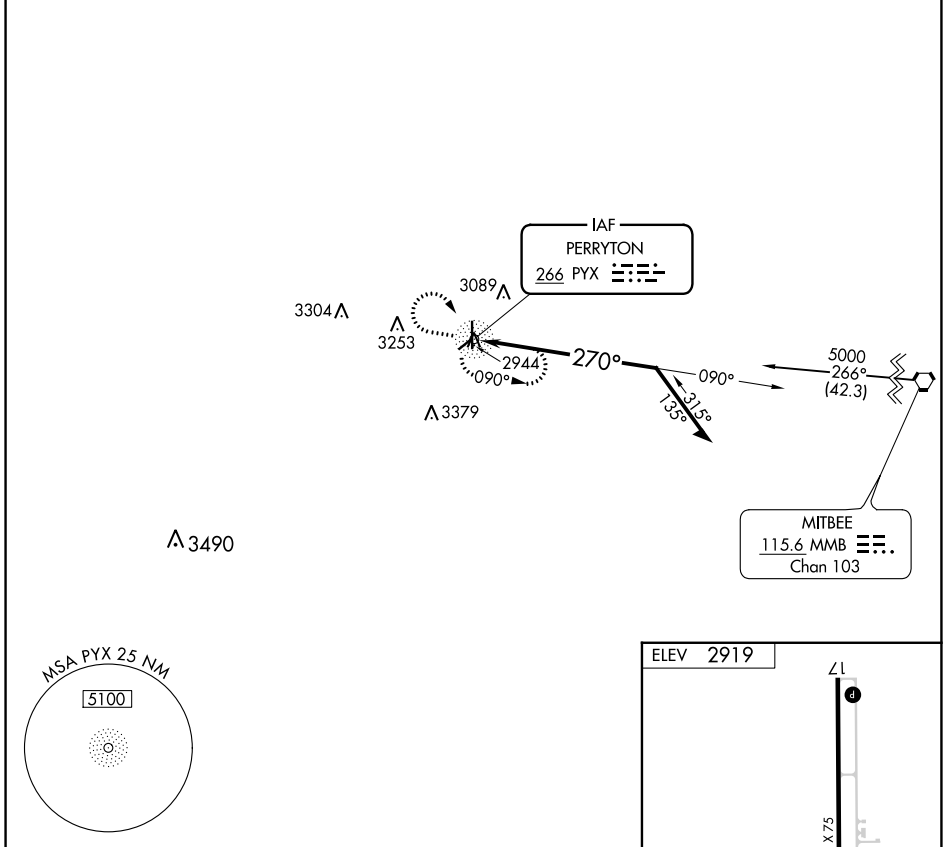 IAF
PERRYTON
266 PYX
3089
3304
3253
2944
270°
090°
090°
5000
266°
(42.3)
315°
135°
3379
MITBEE
115.6 MMB
Chan 103
3490
MSA PYX 25 NM
5100
ELEV 2919
17
P
X 75